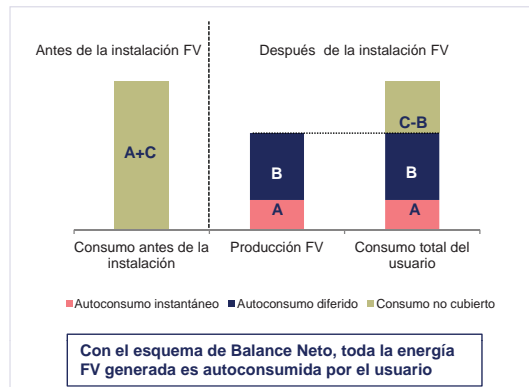 Antes de la instalación FV
Después de la instalación FV
A+C
B
A
C-B
B
A
Consumo antes de la
instalación
Producción FV
Consumo total del
usuario
Autoconsumo instantáneo
Autoconsumo diferido
Consumo no cubierto
Con el esquema de Balance Neto, toda la energía
FV generada es autoconsumida por el usuario